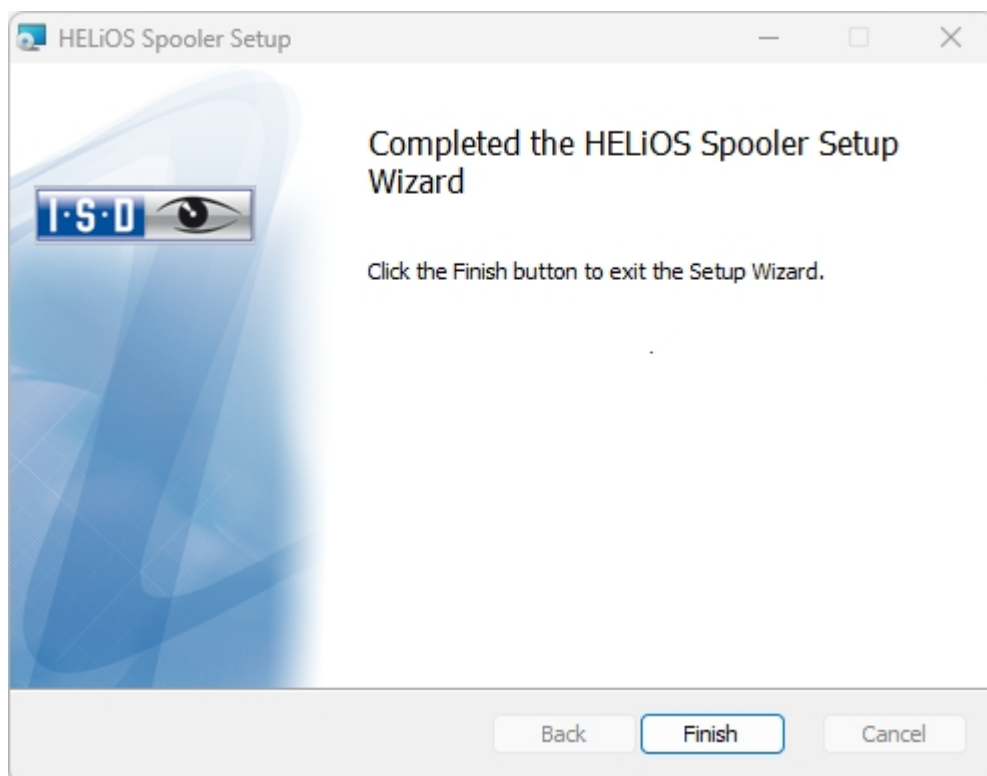 HELiOS Spooler Setup
Completed the HELiOS Spooler Setup
Wizard
I·S·D
Click the Finish button to exit the Setup Wizard.
Back
Finish
Cancel